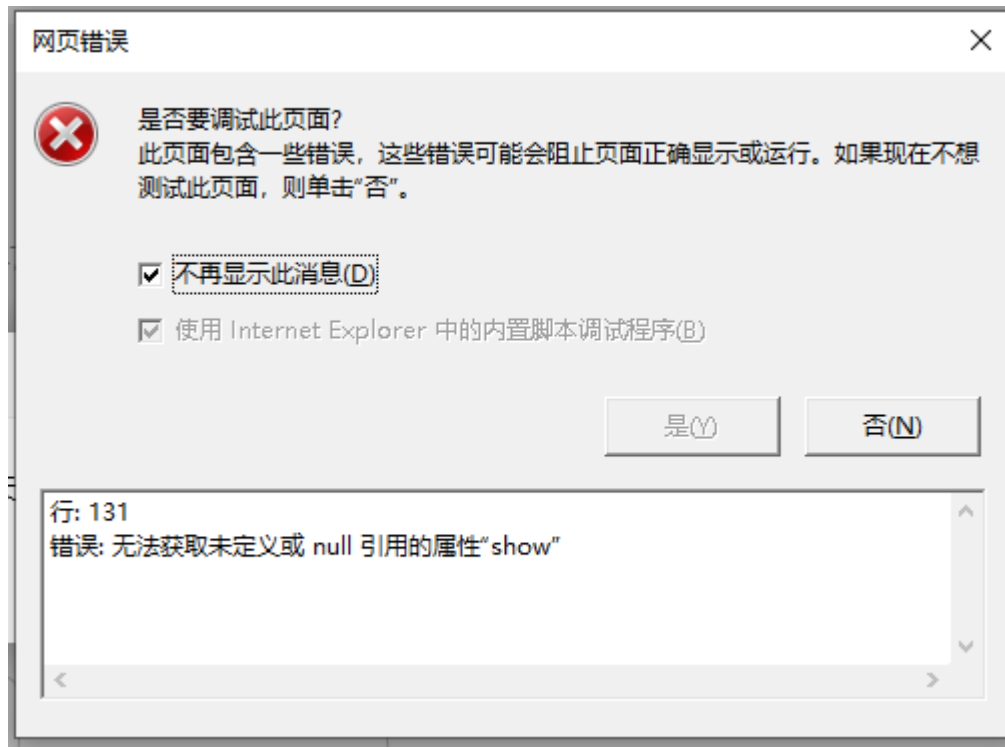 网页错误
是否要调试此页面?
此页面包含一些错误，这些错误可能会阻止页面正确显示或运行。如果现在不想
测试此页面，则单击“否”。
不再显示此消息(D)
使用 Internet Explorer 中的内置脚本调试程序(B)
是(Y)
否(N)
行: 131
错误: 无法获取未定义或 null 引用的属性“show”